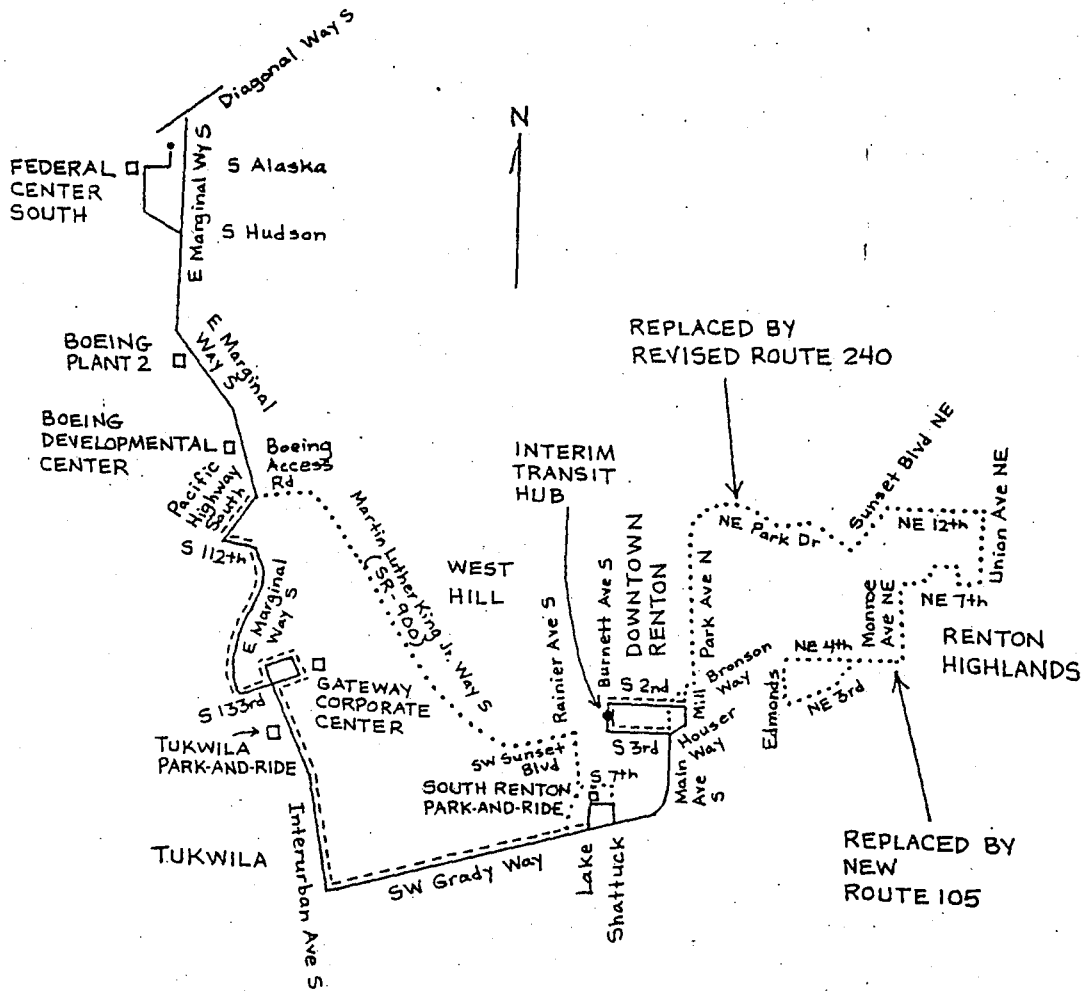 Diagonal Way S
N
FEDERAL
CENTER
SOUTH
E Marginal Wy S
S Alaska
S Hudson
BOEING
PLANT 2
E Marginal
Way S
REPLACED BY
REVISED ROUTE 240
BOEING
DEVELOPMENTAL
CENTER
Boeing
Access
Rd
Pacific
Highway
South
S 112th
E Marginal
Way S
Martin Luther King Jr. Way S
(SR-900)
WEST
HILL
INTERIM
TRANSIT
HUB
Rainier Ave S
Burnett Ave S
DOWNTOWN
RENTON
Park Ave N
NE Park Dr
Sunset Blvd NE
NE 12th
Union Ave NE
NE 7th
Monroe
Ave NE
RENTON
HIGHLANDS
NE 4th
NE 3rd
Edmonds
Bronson
Way
Mill
Houser
Way
S 2nd
S 3rd
Main
Ave
S
S 133rd
GATEWAY
CORPORATE
CENTER
TUKWILA
PARK-AND-RIDE
SW Sunset
Blvd
S 7th
SOUTH RENTON
PARK-AND-RIDE
TUKWILA
Interurban Ave S
SW Grady Way
Lake
Shattuck
REPLACED BY
NEW
ROUTE 105